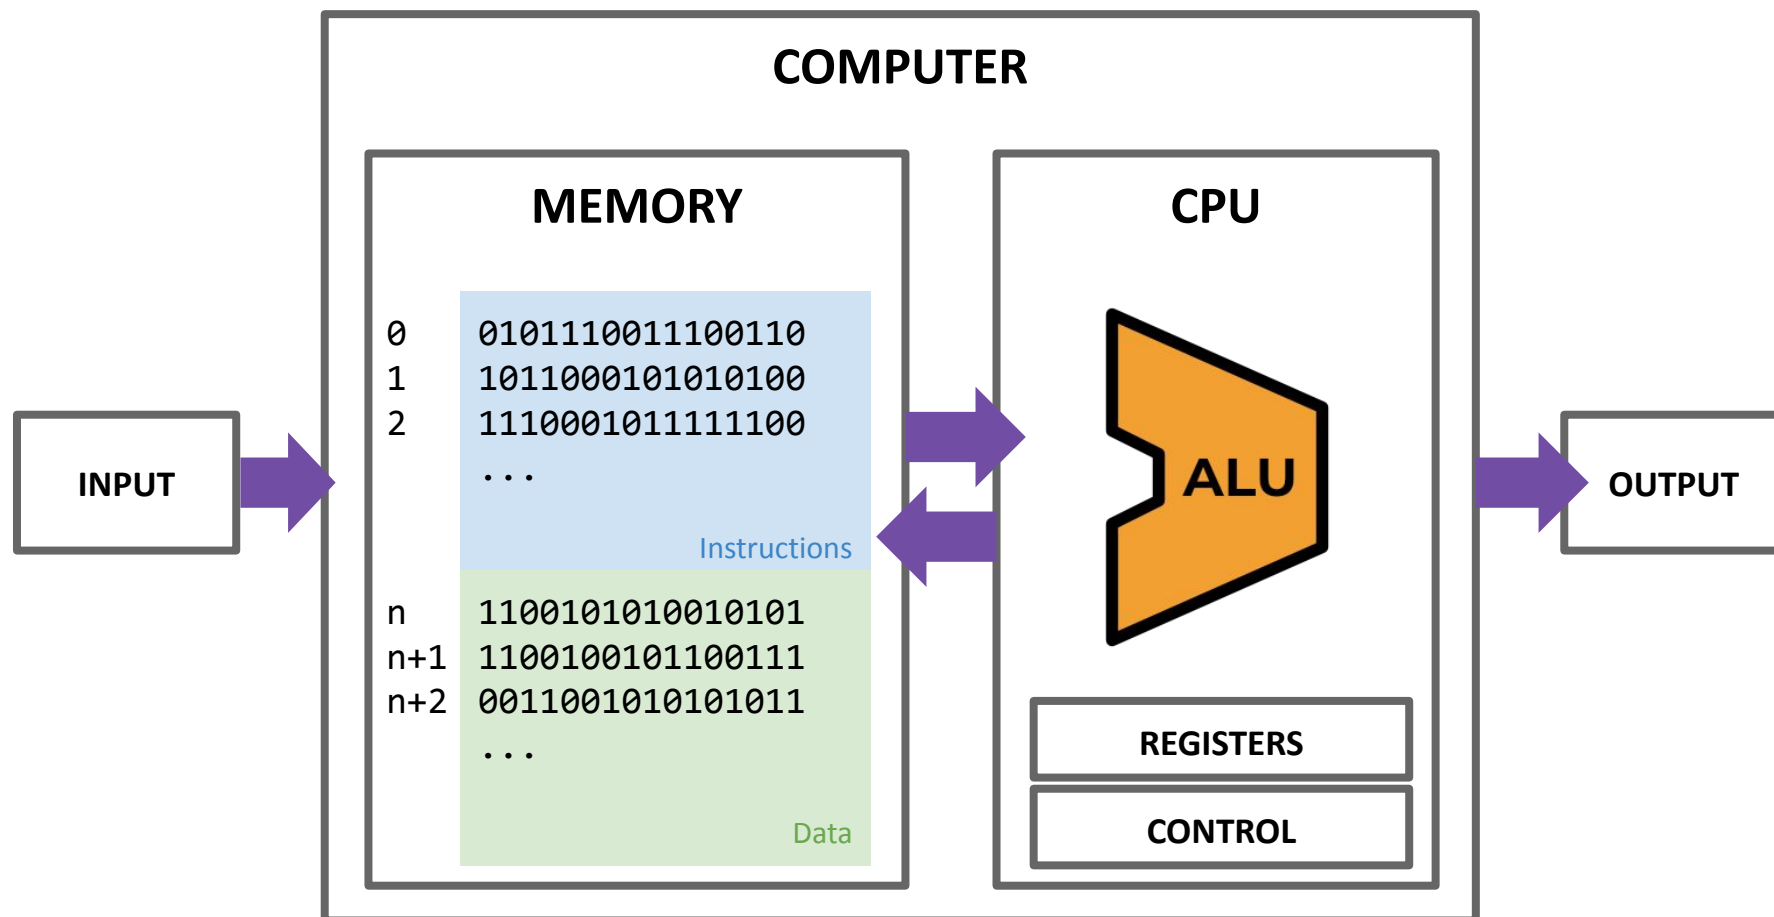 COMPUTER
MEMORY
0 0101110011100110
1 1011000101010100
2 1110001011111100
...
Instructions
n 1100101010010101
n+1 1100100101100111
n+2 0011001010101011
...
Data
CPU
ALU
REGISTERS
CONTROL
INPUT
OUTPUT